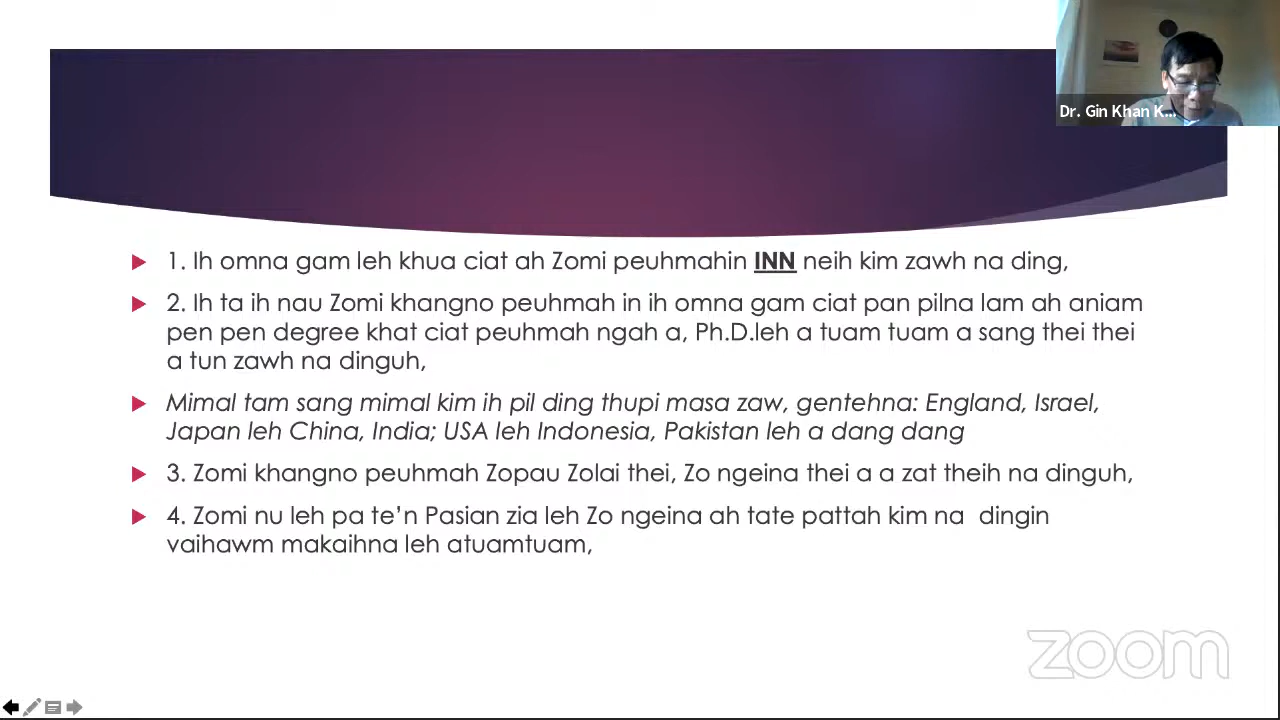 Dr. Gin Khan K...
1. Ih omna gam leh khua ciat ah Zomi peuhmahin INN neih kim zawh na ding,
2. Ih ta ih nau Zomi khangno peuhmah in ih omna gam ciat pan pilna lam ah aniam
pen pen degree khat ciat peuhmah ngah a, Ph.D.leh a tuam tuam a sang thei thei
a tun zawh na dinguh,
Mimal tam sang mimal kim ih pil ding thupi masa zaw, gentehna: England, Israel,
Japan leh China, India; USA leh Indonesia, Pakistan leh a dang dang
3. Zomi khangno peuhmah Zopau Zolai thei, Zo ngeina thei a a zat theih na dinguh,
4. Zomi nu leh pa te’n Pasian zia leh Zo ngeina ah tate pattah kim na  dingin
vaihawm makaihna leh atuamtuam,
zoom